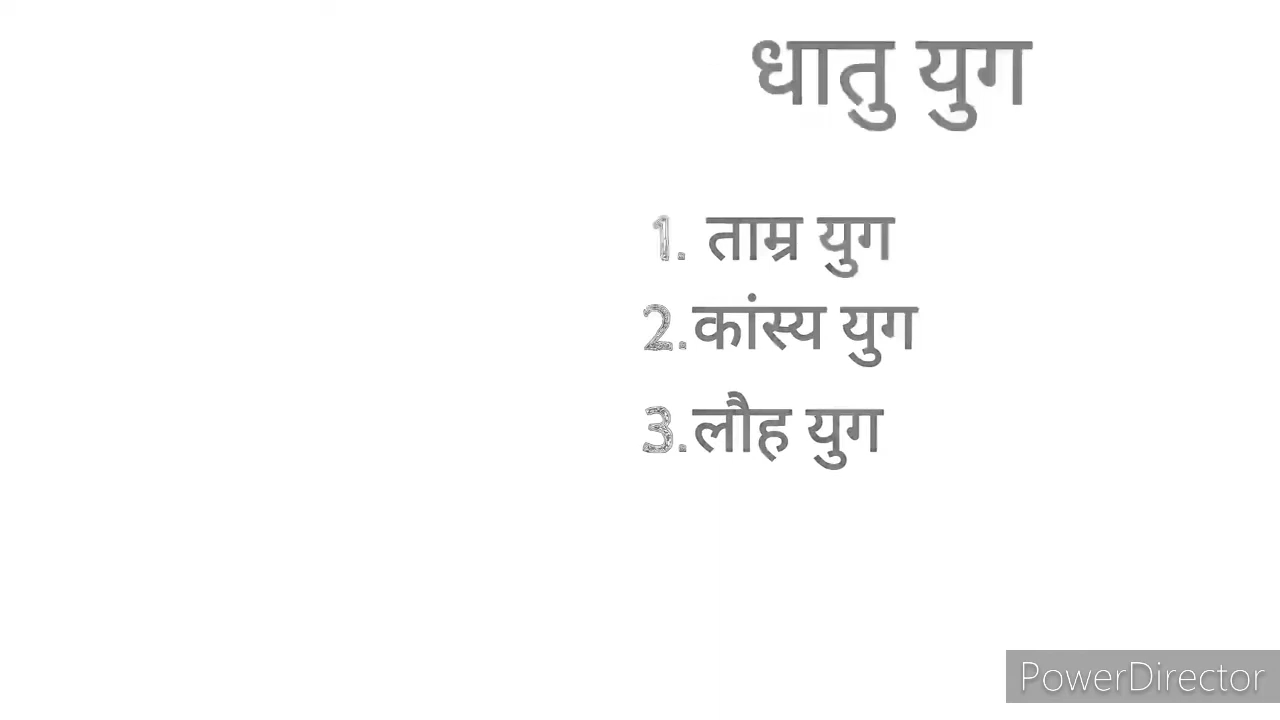 धातु युग
1. ताम्र युग
2.कांस्य युग
3.लौह युग
PowerDirector